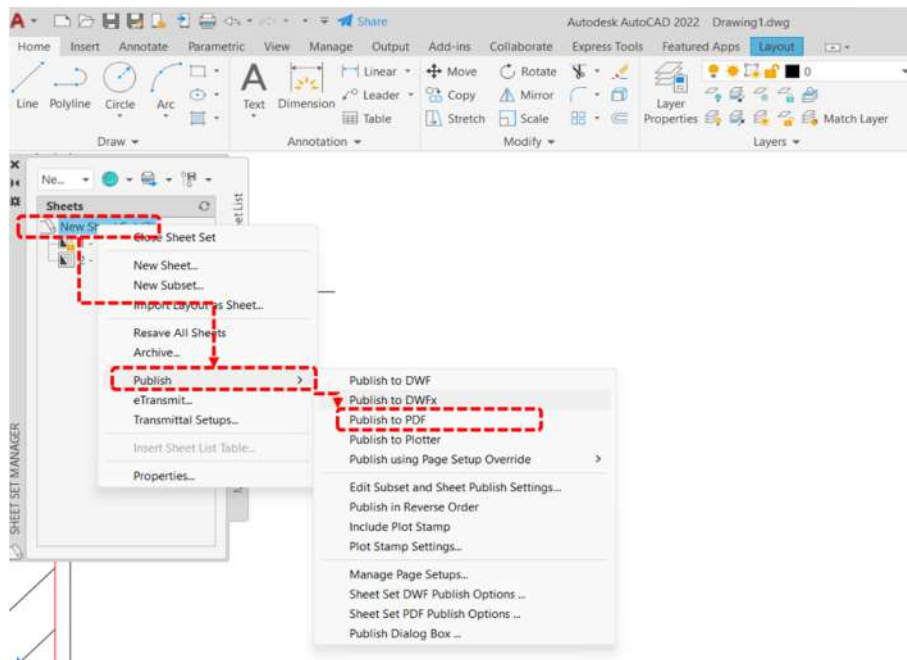 A Share Autodesk AutoCAD 2022 Drawing1.dwg
Home Insert Annotate Parametric View Manage Output Add-ins Collaborate Express Tools Featured Apps Layout
Line Polyline Circle Arc Text Dimension Linear Leader Table Move Copy Stretch Rotate Mirror Scale Layer Properties 0 Match Layer
Draw Annotation Modify Layers
Ne...
Sheets
New Sh
Close Sheet Set
New Sheet...
New Subset...
Import Layout as Sheet...
Resave All Sheets
Archive...
Publish
eTransmit...
Transmittal Setups...
Insert Sheet List Table...
Properties...
Publish to DWF
Publish to DWFx
Publish to PDF
Publish to Plotter
Publish using Page Setup Override
Edit Subset and Sheet Publish Settings...
Publish in Reverse Order
Include Plot Stamp
Plot Stamp Settings...
Manage Page Setups...
Sheet Set DWF Publish Options ...
Sheet Set PDF Publish Options ...
Publish Dialog Box ...
SHEET SET MANAGER
et List